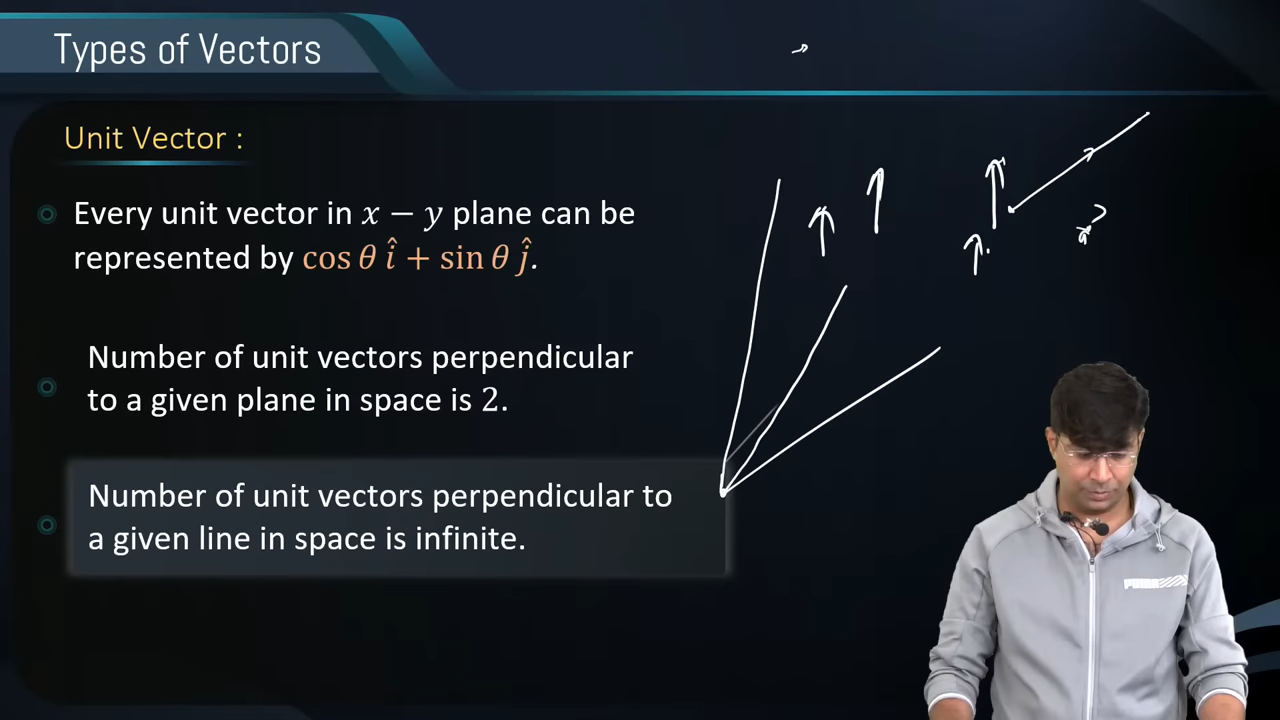 Types of Vectors
Unit Vector :
Every unit vector in x − y plane can be
represented by cos θ î + sin θ ĵ.
Number of unit vectors perpendicular
to a given plane in space is 2.
Number of unit vectors perpendicular to
a given line in space is infinite.
PUMA